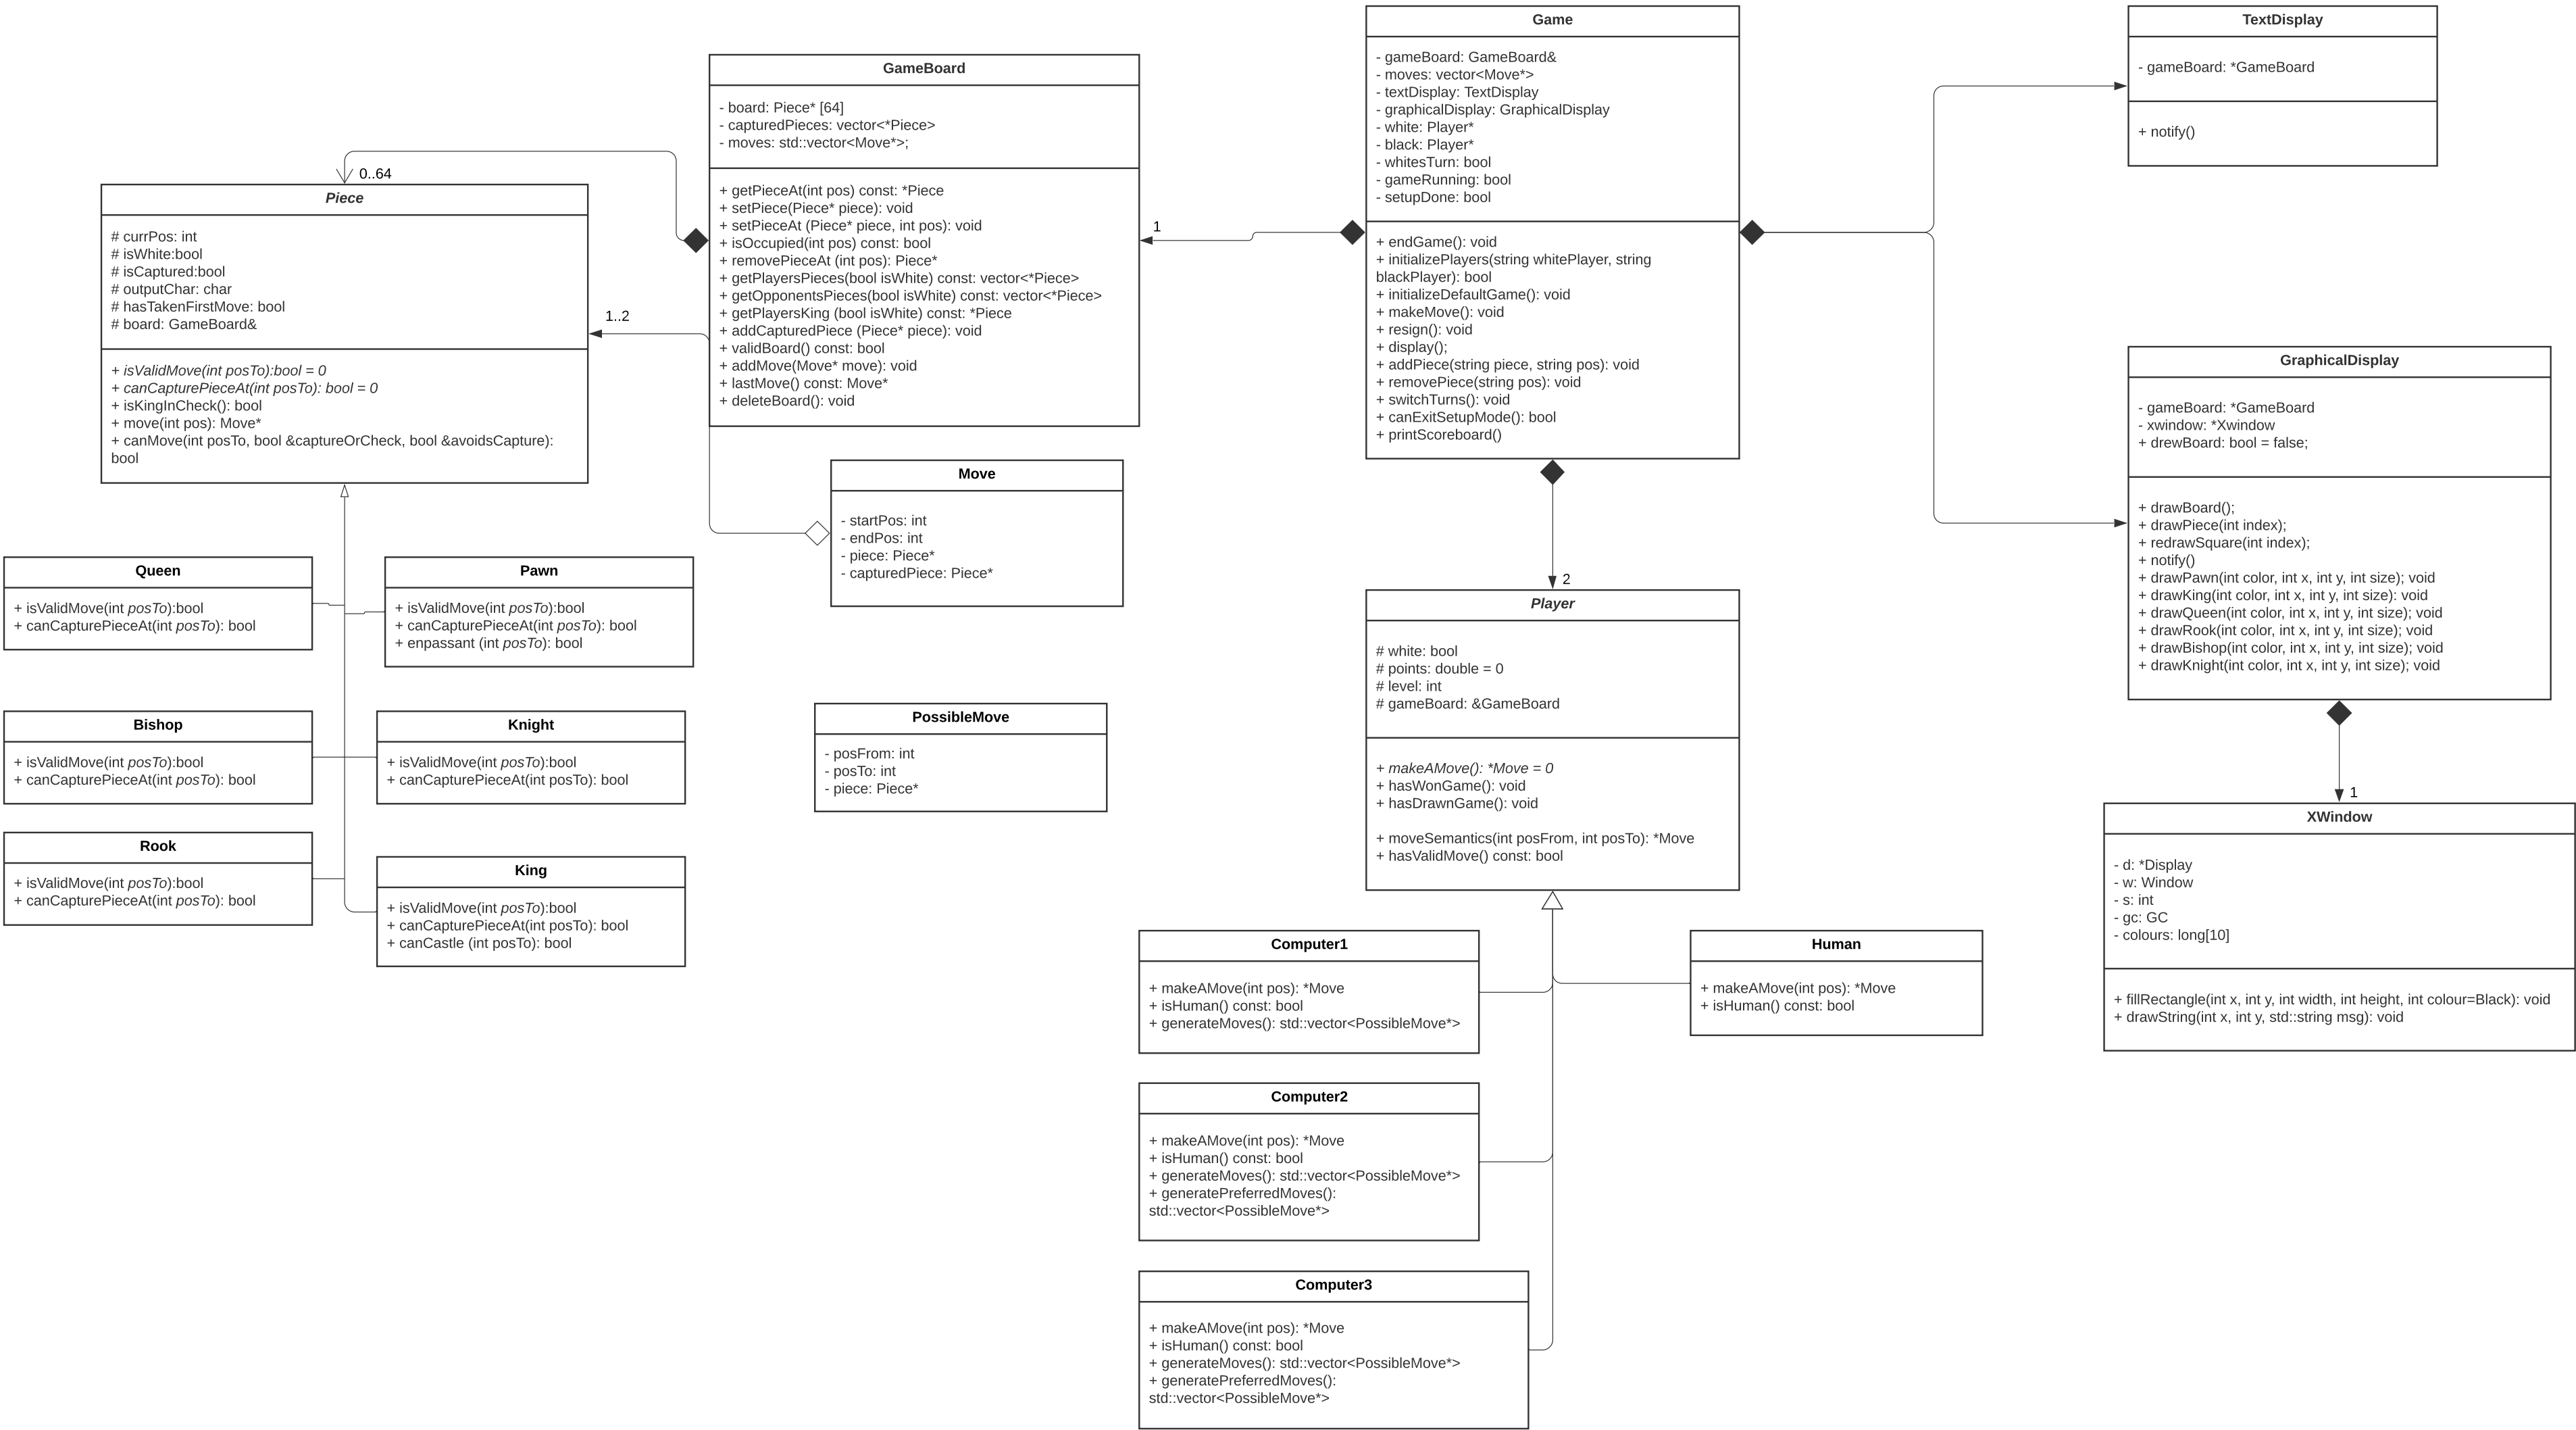 GameBoard
- board: Piece* [64]
- capturedPieces: vector<*Piece>
- moves: std::vector<Move*>;
+ getPieceAt(int pos) const: *Piece
+ setPiece(Piece* piece): void
+ setPieceAt (Piece* piece, int pos): void
+ isOccupied(int pos) const: bool
+ removePieceAt (int pos): Piece*
+ getPlayersPieces(bool isWhite) const: vector<*Piece>
+ getOpponentsPieces(bool isWhite) const: vector<*Piece>
+ getPlayersKing (bool isWhite) const: *Piece
+ addCapturedPiece (Piece* piece): void
+ validBoard() const: bool
+ addMove(Move* move): void
+ lastMove() const: Move*
+ deleteBoard(): void
0..64
1..2
1
Piece
# currPos: int
# isWhite:bool
# isCaptured:bool
# outputChar: char
# hasTakenFirstMove: bool
# board: GameBoard&
+ isValidMove(int posTo):bool = 0
+ canCapturePieceAt(int posTo): bool = 0
+ isKingInCheck(): bool
+ move(int pos): Move*
+ canMove(int posTo, bool &captureOrCheck, bool &avoidsCapture):
bool
Queen
+ isValidMove(int posTo):bool
+ canCapturePieceAt(int posTo): bool
Pawn
+ isValidMove(int posTo):bool
+ canCapturePieceAt(int posTo): bool
+ enpassant (int posTo): bool
Bishop
+ isValidMove(int posTo):bool
+ canCapturePieceAt(int posTo): bool
Knight
+ isValidMove(int posTo):bool
+ canCapturePieceAt(int posTo): bool
Rook
+ isValidMove(int posTo):bool
+ canCapturePieceAt(int posTo): bool
King
+ isValidMove(int posTo):bool
+ canCapturePieceAt(int posTo): bool
+ canCastle (int posTo): bool
Move
- startPos: int
- endPos: int
- piece: Piece*
- capturedPiece: Piece*
PossibleMove
- posFrom: int
- posTo: int
- piece: Piece*
Game
- gameBoard: GameBoard&
- moves: vector<Move*>
- textDisplay: TextDisplay
- graphicalDisplay: GraphicalDisplay
- white: Player*
- black: Player*
- whitesTurn: bool
- gameRunning: bool
- setupDone: bool
+ endGame(): void
+ initializePlayers(string whitePlayer, string
blackPlayer): bool
+ initializeDefaultGame(): void
+ makeMove(): void
+ resign(): void
+ display();
+ addPiece(string piece, string pos): void
+ removePiece(string pos): void
+ switchTurns(): void
+ canExitSetupMode(): bool
+ printScoreboard()
2
Player
# white: bool
# points: double = 0
# level: int
# gameBoard: &GameBoard
+ makeAMove(): *Move = 0
+ hasWonGame(): void
+ hasDrawnGame(): void
+ moveSemantics(int posFrom, int posTo): *Move
+ hasValidMove() const: bool
Computer1
+ makeAMove(int pos): *Move
+ isHuman() const: bool
+ generateMoves(): std::vector<PossibleMove*>
Human
+ makeAMove(int pos): *Move
+ isHuman() const: bool
Computer2
+ makeAMove(int pos): *Move
+ isHuman() const: bool
+ generateMoves(): std::vector<PossibleMove*>
+ generatePreferredMoves():
std::vector<PossibleMove*>
Computer3
+ makeAMove(int pos): *Move
+ isHuman() const: bool
+ generateMoves(): std::vector<PossibleMove*>
+ generatePreferredMoves():
std::vector<PossibleMove*>
TextDisplay
- gameBoard: *GameBoard
+ notify()
GraphicalDisplay
- gameBoard: *GameBoard
- xwindow: *Xwindow
+ drewBoard: bool = false;
+ drawBoard();
+ drawPiece(int index);
+ redrawSquare(int index);
+ notify()
+ drawPawn(int color, int x, int y, int size); void
+ drawKing(int color, int x, int y, int size): void
+ drawQueen(int color, int x, int y, int size); void
+ drawRook(int color, int x, int y, int size); void
+ drawBishop(int color, int x, int y, int size); void
+ drawKnight(int color, int x, int y, int size); void
1
XWindow
- d: *Display
- w: Window
- s: int
- gc: GC
- colours: long[10]
+ fillRectangle(int x, int y, int width, int height, int colour=Black): void
+ drawString(int x, int y, std::string msg): void